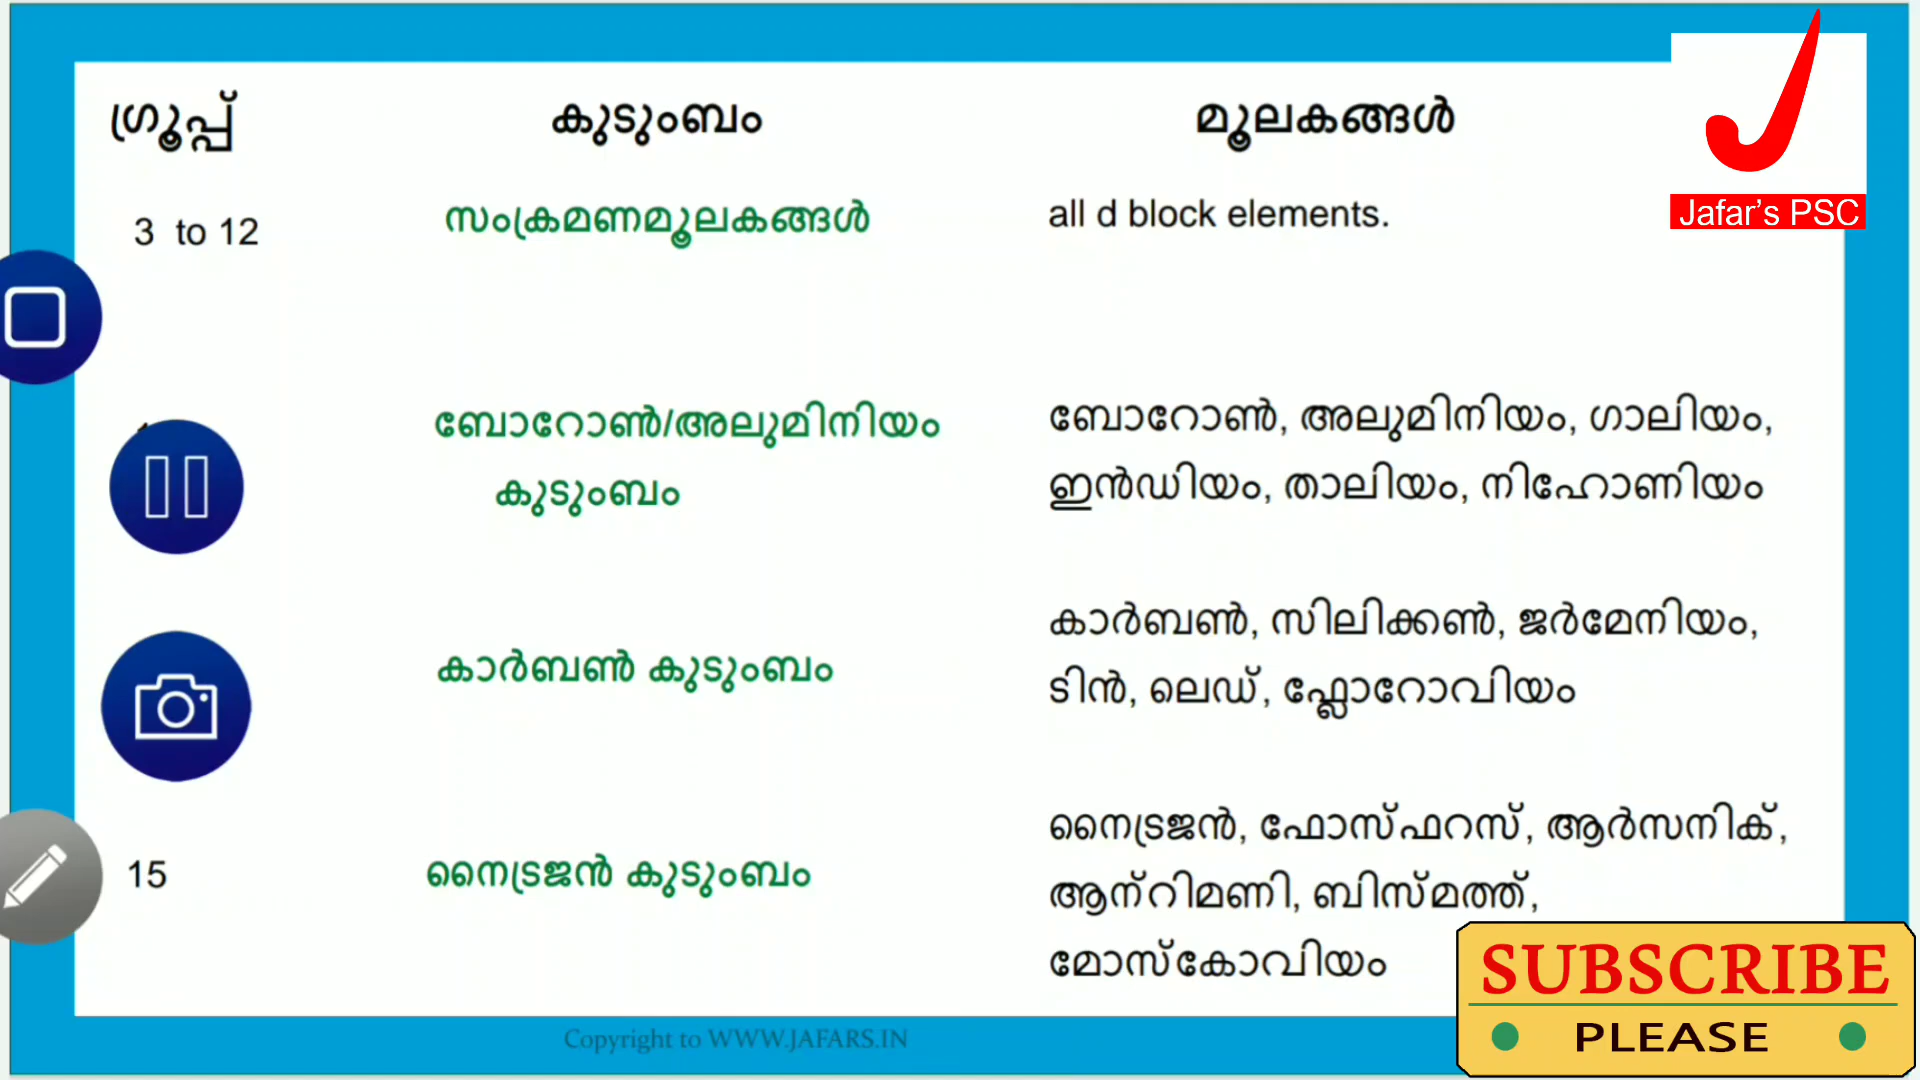 ഗ്രൂപ്പ് കുടുംബം മൂലകങ്ങൾ
Jafar's PSC
3 to 12 സംക്രമണമൂലകങ്ങൾ all d block elements.
ബോറോൺ/അലുമിനിയം ബോറോൺ, അലുമിനിയം, ഗാലിയം,
കുടുംബം ഇൻഡിയം, താലിയം, നിഹോണിയം
കാർബൺ, സിലിക്കൺ, ജർമേനിയം,
കാർബൺ കുടുംബം
ടിൻ, ലെഡ്, ഫ്ലോറോവിയം
നൈട്രജൻ, ഫോസ്ഫറസ്, ആർസനിക്,
15 നൈട്രജൻ കുടുംബം
ആന്റിമണി, ബിസ്മത്ത്,
മോസ്കോവിയം
SUBSCRIBE
PLEASE
Copyright to WWW.JAFARS.IN